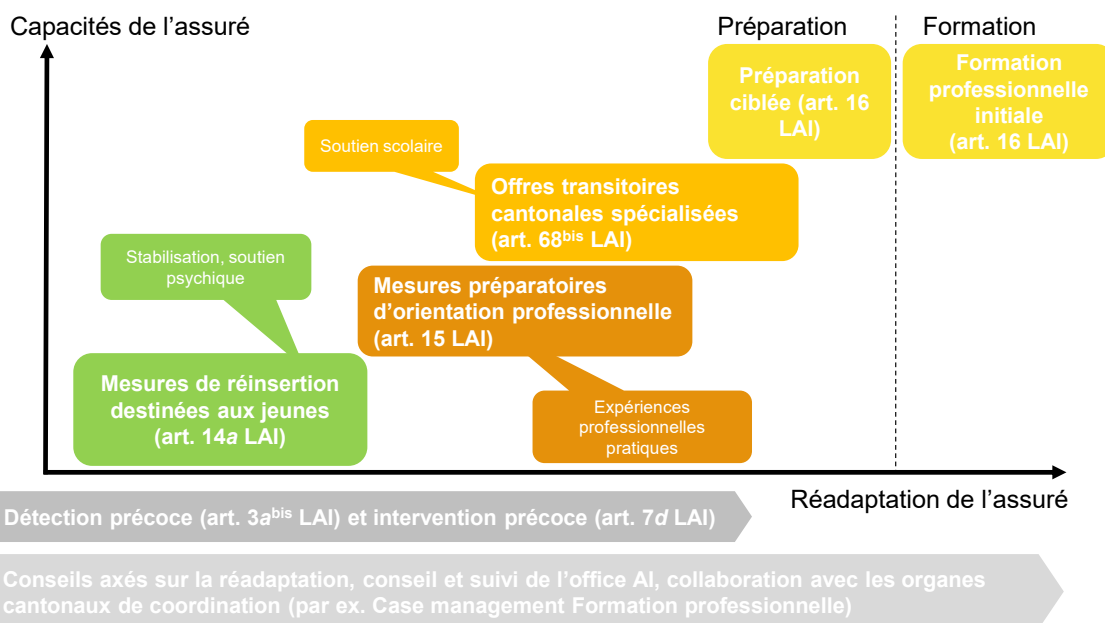 Capacités de l’assuré
Préparation
Formation
Préparation
ciblée (art. 16
LAI)
Formation
professionnelle
initiale
(art. 16 LAI)
Soutien scolaire
Offres transitoires
cantonales spécialisées
(art. 68bis LAI)
Stabilisation, soutien
psychique
Mesures préparatoires
d’orientation professionnelle
(art. 15 LAI)
Mesures de réinsertion
destinées aux jeunes
(art. 14a LAI)
Expériences
professionnelles
pratiques
Réadaptation de l’assuré
Détection précoce (art. 3abis LAI) et intervention précoce (art. 7d LAI)
Conseils axés sur la réadaptation, conseil et suivi de l’office AI, collaboration avec les organes
cantonaux de coordination (par ex. Case management Formation professionnelle)